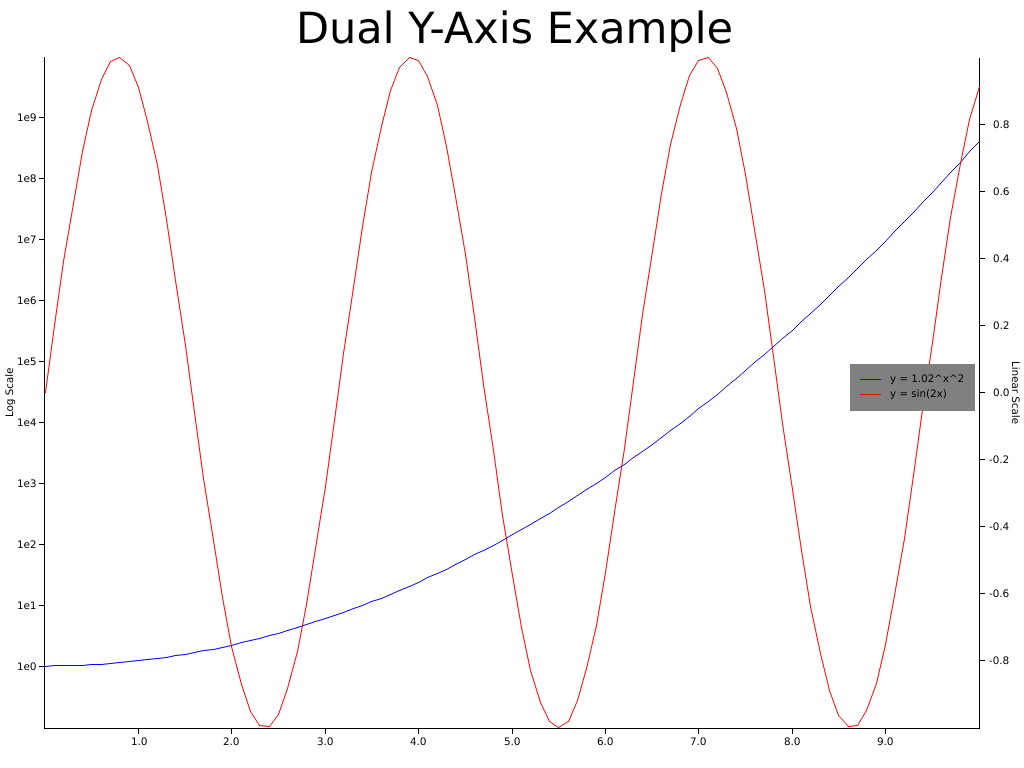 Dual Y-Axis Example
1e9
1e8
1e7
1e6
1e5
1e4
1e3
1e2
1e1
1e0
Log Scale
0.8
0.6
0.4
0.2
0.0
-0.2
-0.4
-0.6
-0.8
Linear Scale
y = 1.02^x^2
y = sin(2x)
1.0 2.0 3.0 4.0 5.0 6.0 7.0 8.0 9.0